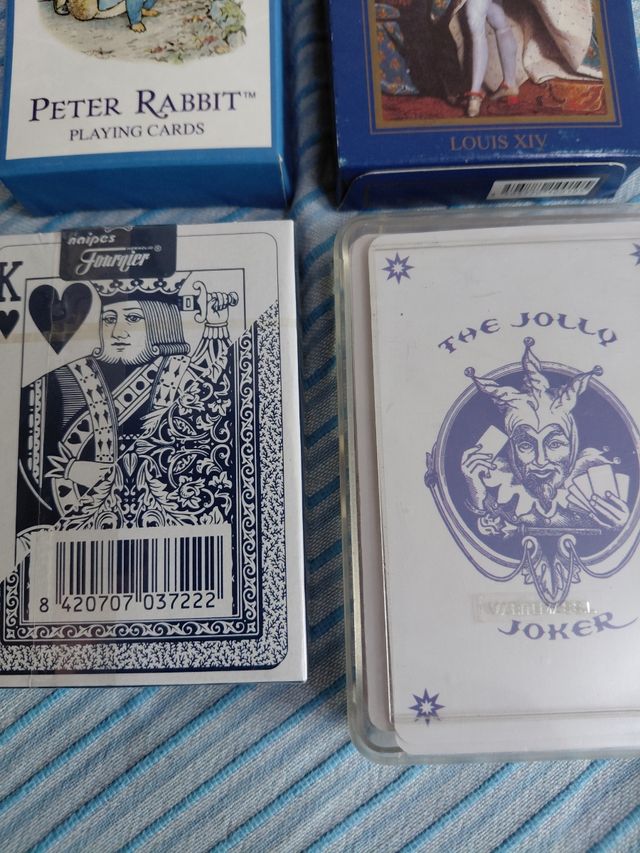 PETER RABBIT™
PLAYING CARDS
LOUIS XIV
naipes
Fournier®
K
8 420707 037222
THE JOLLY
JOKER